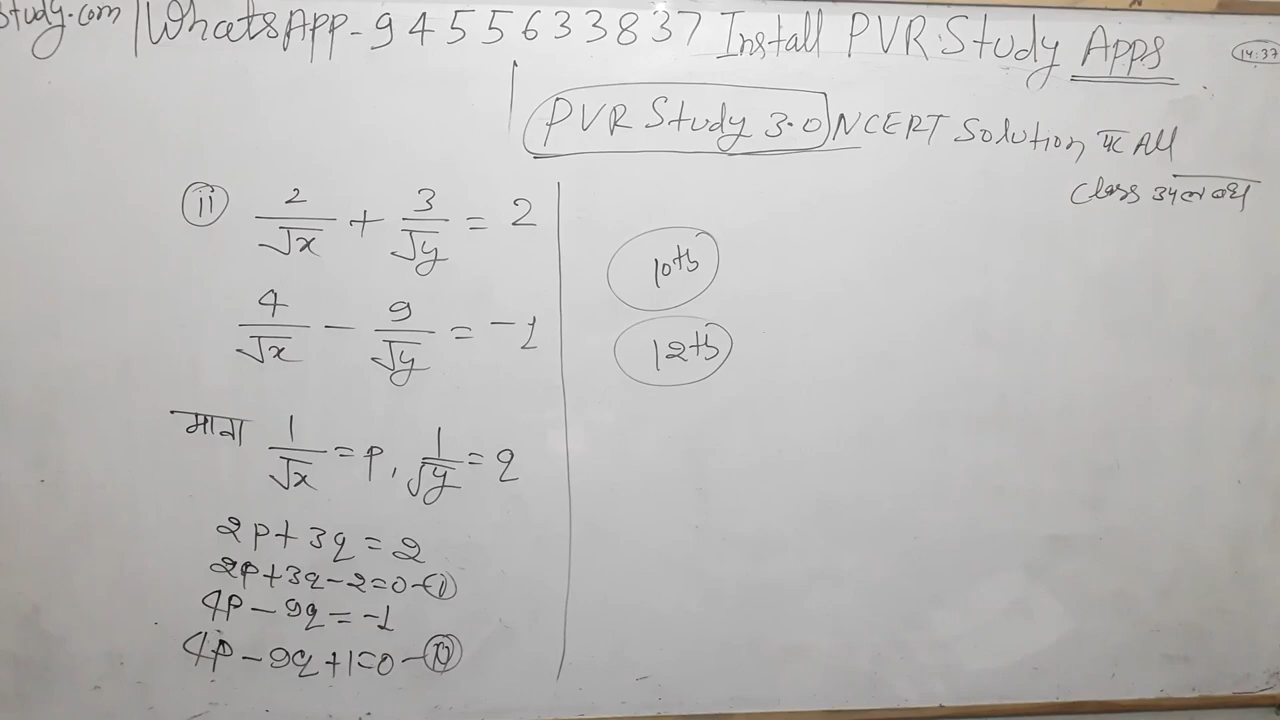 study.com | WhatsApp-9455633837 Install PVR Study Apps
14:37
PVR Study 3.0 NCERT Solution, पर All
Class उपलब्ध
(ii) 2/√x + 3/√y = 2
10th
4/√x - 9/√y = -1
12th
माना 1/√x = p, 1/√y = q
2p+3q=2
2p+3q-2=0-(i)
4p-9q=-1
4p-9q+1=0-(ii)